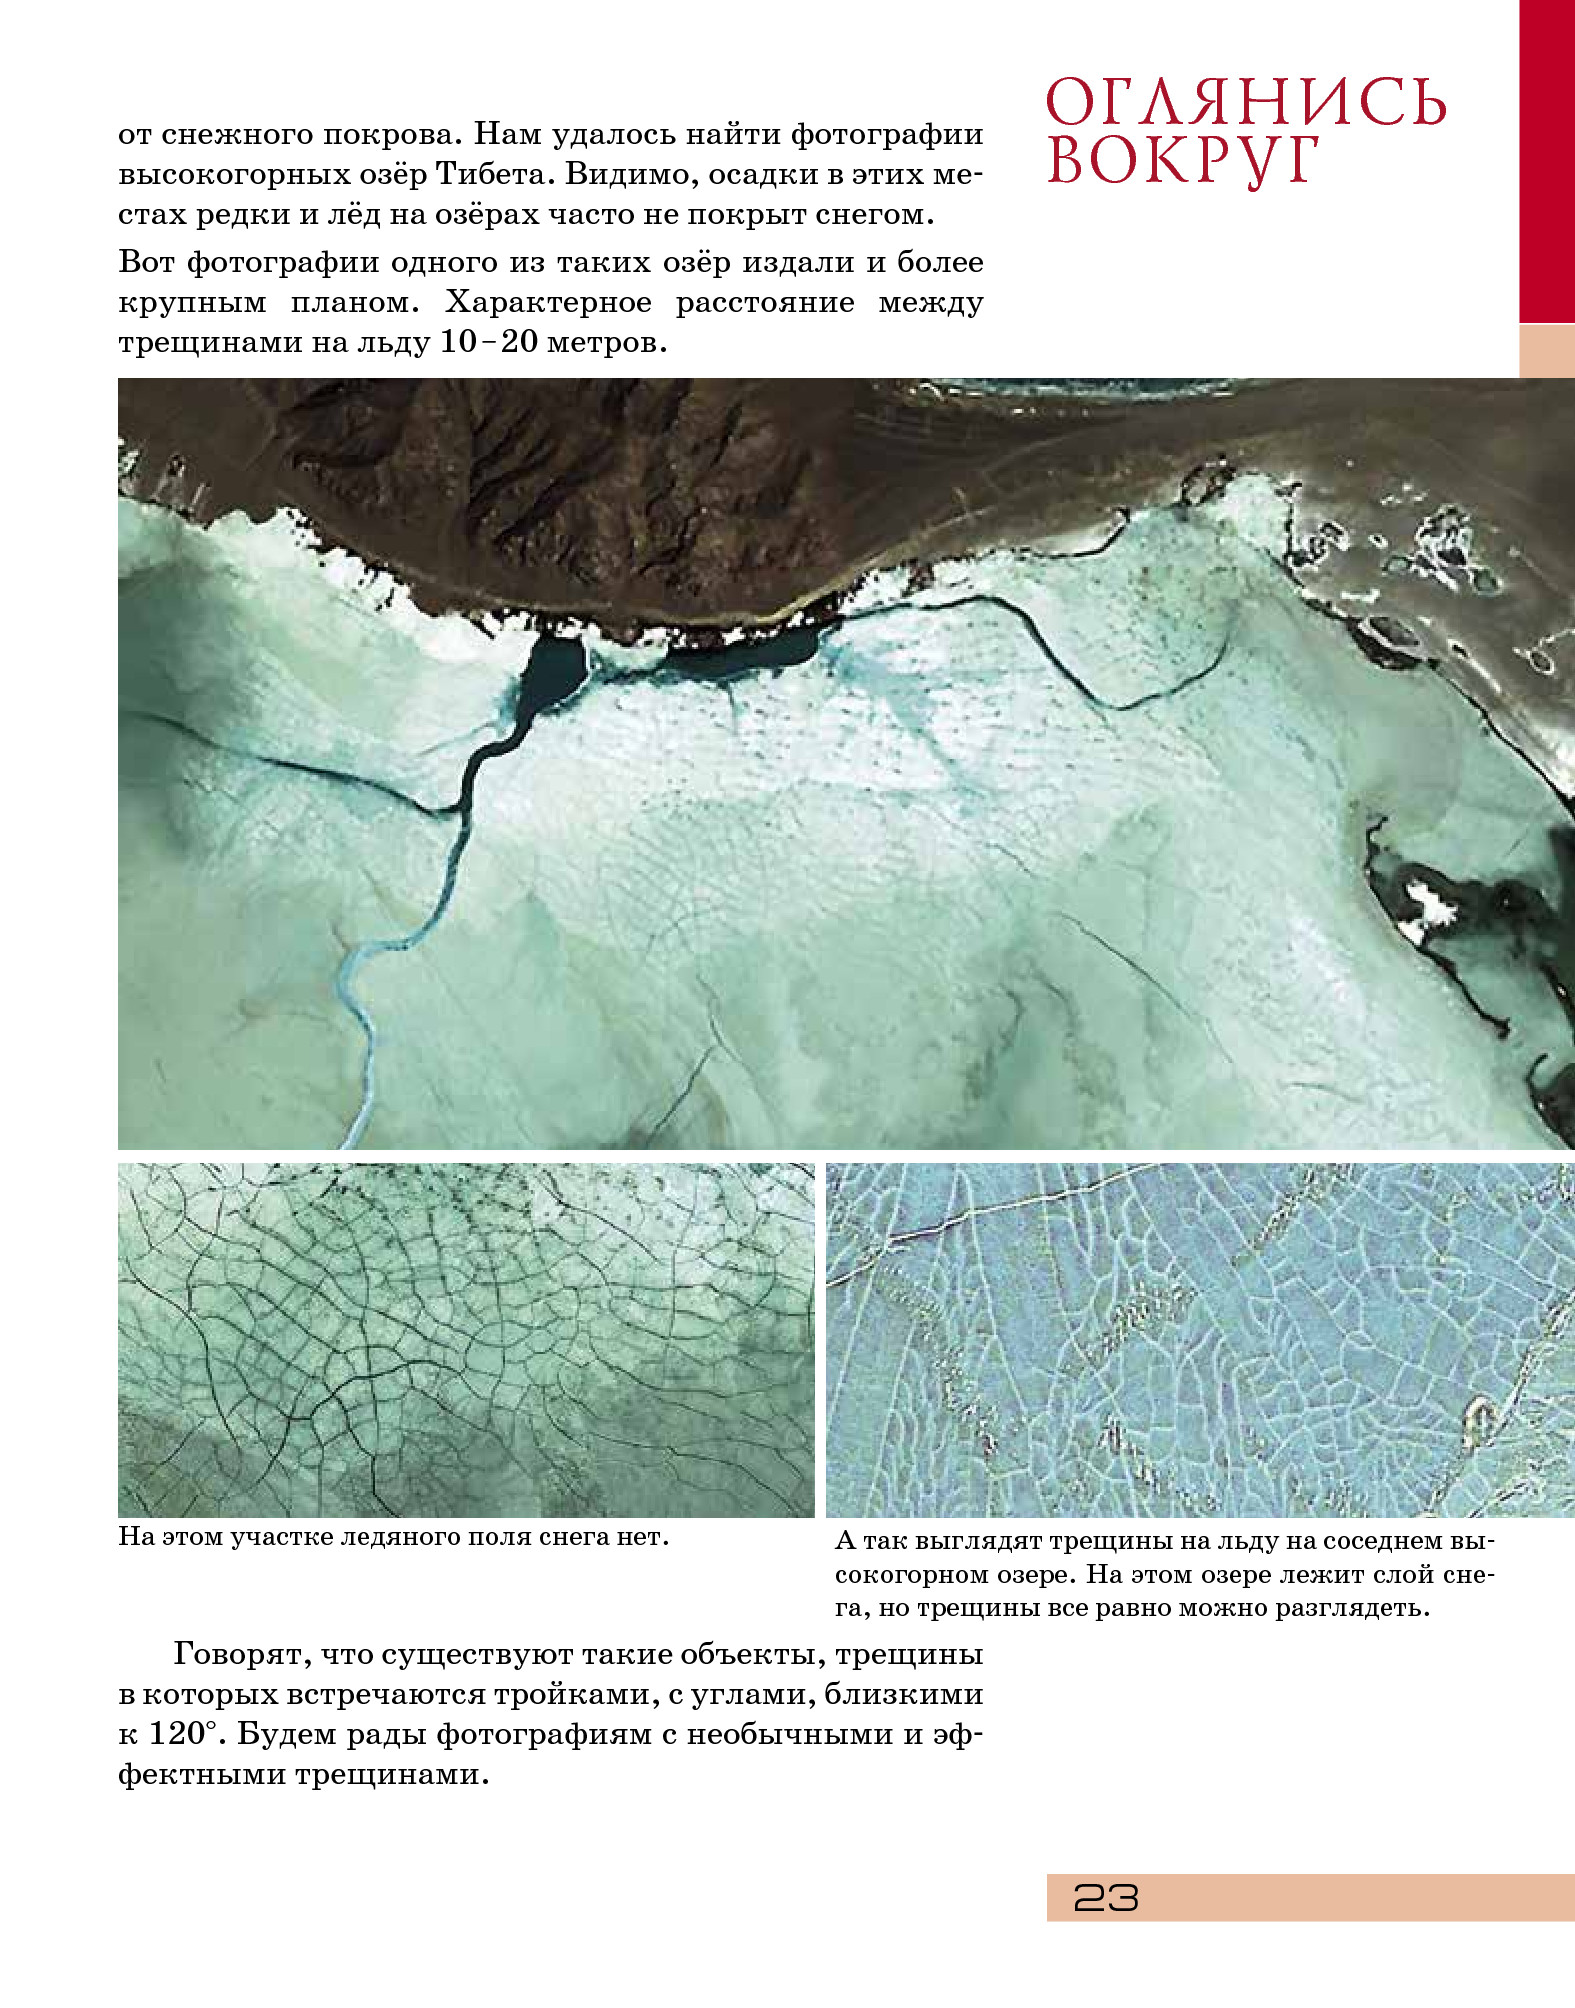 ОГЛЯНИСЬ
ВОКРУГ
от снежного покрова. Нам удалось найти фотографии
высокогорных озёр Тибета. Видимо, осадки в этих ме-
стах редки и лёд на озёрах часто не покрыт снегом.
Вот фотографии одного из таких озёр издали и более
крупным планом. Характерное расстояние между
трещинами на льду 10–20 метров.
На этом участке ледяного поля снега нет.
А так выглядят трещины на льду на соседнем вы-
сокогорном озере. На этом озере лежит слой сне-
га, но трещины все равно можно разглядеть.
Говорят, что существуют такие объекты, трещины
в которых встречаются тройками, с углами, близкими
к 120°. Будем рады фотографиям с необычными и эф-
фектными трещинами.
23